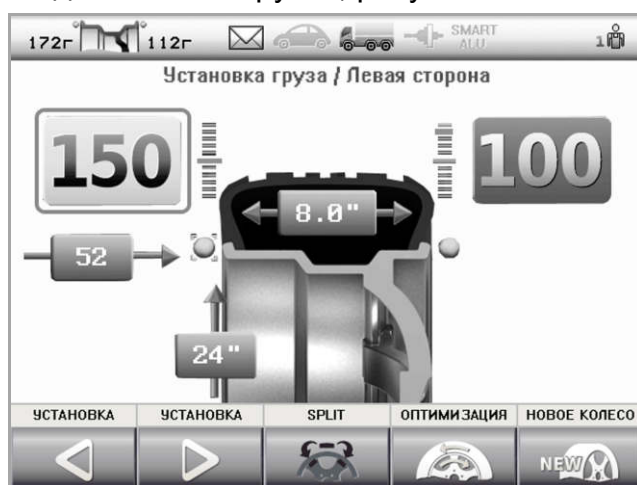 172г 112г SMART ALU 1
Установка груза / Левая сторона
150 100
8.0"
52
24"
УСТАНОВКА УСТАНОВКА SPLIT ОПТИМИЗАЦИЯ НОВОЕ КОЛЕСО
NEW